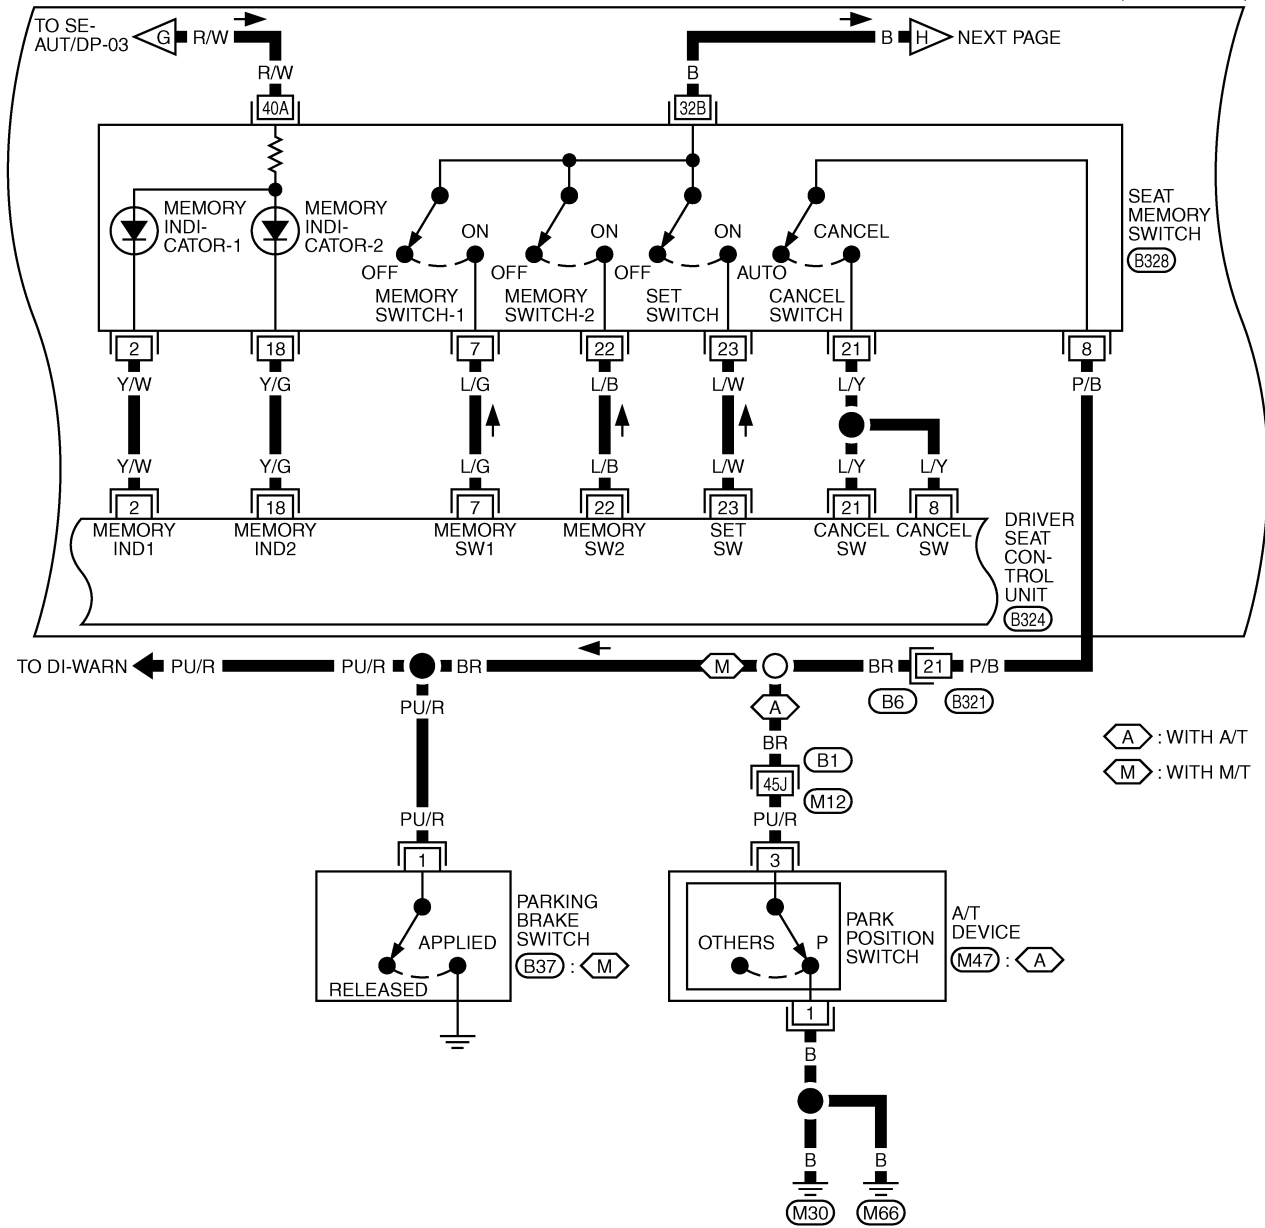 TO SE-
AUT/DP-03
G
R/W
R/W
40A
B
B
H
NEXT PAGE
32B
MEMORY
INDI-
CATOR-1
MEMORY
INDI-
CATOR-2
OFF
ON
MEMORY
SWITCH-1
OFF
ON
MEMORY
SWITCH-2
OFF
ON
SET
SWITCH
AUTO
CANCEL
CANCEL
SWITCH
SEAT
MEMORY
SWITCH
B328
2
18
7
22
23
21
8
Y/W
Y/G
L/G
L/B
L/W
L/Y
P/B
Y/W
Y/G
L/G
L/B
L/W
L/Y
L/Y
2
18
7
22
23
21
8
MEMORY
IND1
MEMORY
IND2
MEMORY
SW1
MEMORY
SW2
SET
SW
CANCEL
SW
CANCEL
SW
DRIVER
SEAT
CON-
TROL
UNIT
B324
TO DI-WARN
PU/R
PU/R
BR
M
BR
21
P/B
B6
B321
PU/R
A
BR
B1
45J
M12
PU/R
PU/R
A : WITH A/T
M : WITH M/T
1
3
APPLIED
RELEASED
PARKING
BRAKE
SWITCH
B37 : M
OTHERS
P
PARK
POSITION
SWITCH
A/T
DEVICE
M47 : A
1
B
B
B
M30
M66